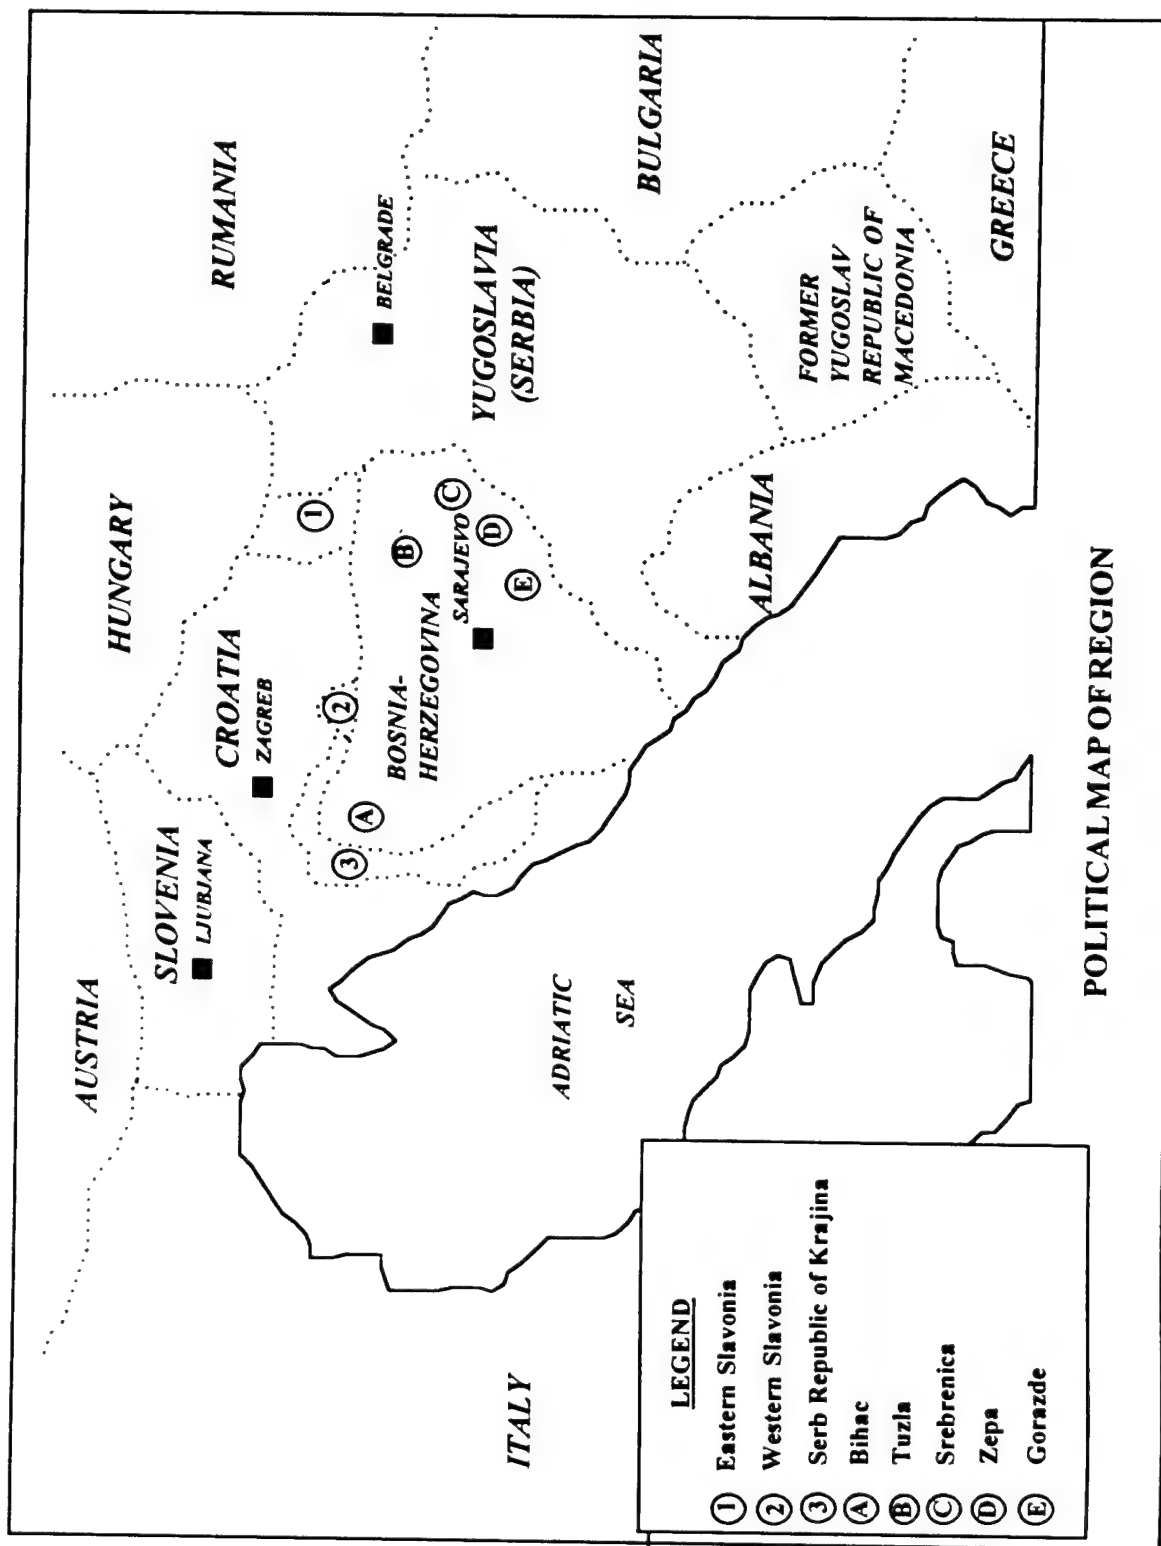 AUSTRIA
HUNGARY
RUMANIA
SLOVENIA
LJUBJANA
CROATIA
ZAGREB
1
2
3
A
BOSNIA-
HERZEGOVINA
B
SARAJEVO
C
D
E
BELGRADE
YUGOSLAVIA
(SERBIA)
BULGARIA
ITALY
ADRIATIC
SEA
ALBANIA
FORMER
YUGOSLAV
REPUBLIC OF
MACEDONIA
GREECE
LEGEND
1 Eastern Slavonia
2 Western Slavonia
3 Serb Republic of Krajina
A Bihac
B Tuzla
C Srebrenica
D Zepa
E Gorazde
POLITICAL MAP OF REGION